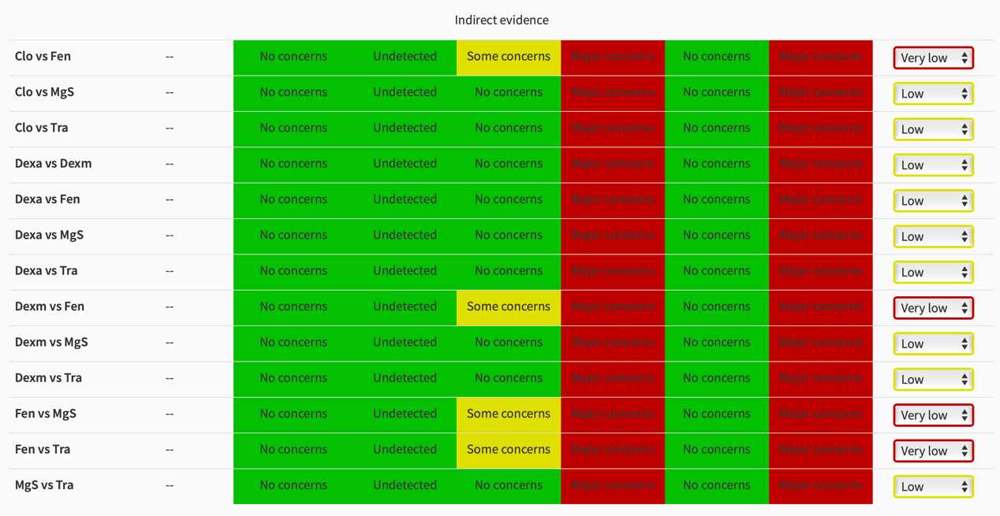 Indirect evidence
Clo vs Fen -- No concerns Undetected Some concerns Major concerns No concerns Major concerns Very low
Clo vs MgS -- No concerns Undetected No concerns Major concerns No concerns Major concerns Low
Clo vs Tra -- No concerns Undetected No concerns Major concerns No concerns Major concerns Low
Dexa vs Dexm -- No concerns Undetected No concerns Major concerns No concerns Major concerns Low
Dexa vs Fen -- No concerns Undetected No concerns Major concerns No concerns Major concerns Low
Dexa vs MgS -- No concerns Undetected No concerns Major concerns No concerns Major concerns Low
Dexa vs Tra -- No concerns Undetected No concerns Major concerns No concerns Major concerns Low
Dexm vs Fen -- No concerns Undetected Some concerns Major concerns No concerns Major concerns Very low
Dexm vs MgS -- No concerns Undetected No concerns Major concerns No concerns Major concerns Low
Dexm vs Tra -- No concerns Undetected No concerns Major concerns No concerns Major concerns Low
Fen vs MgS -- No concerns Undetected Some concerns Major concerns No concerns Major concerns Very low
Fen vs Tra -- No concerns Undetected Some concerns Major concerns No concerns Major concerns Very low
MgS vs Tra -- No concerns Undetected No concerns Major concerns No concerns Major concerns Low